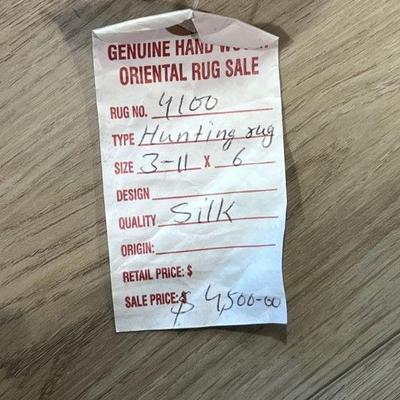 GENUINE HAND WOVEN
ORIENTAL RUG SALE
RUG NO. 4100
TYPE Hunting rug
SIZE 3-11 X 6
DESIGN
QUALITY Silk
ORIGIN:
RETAIL PRICE: $
SALE PRICE: $ $4,500-00